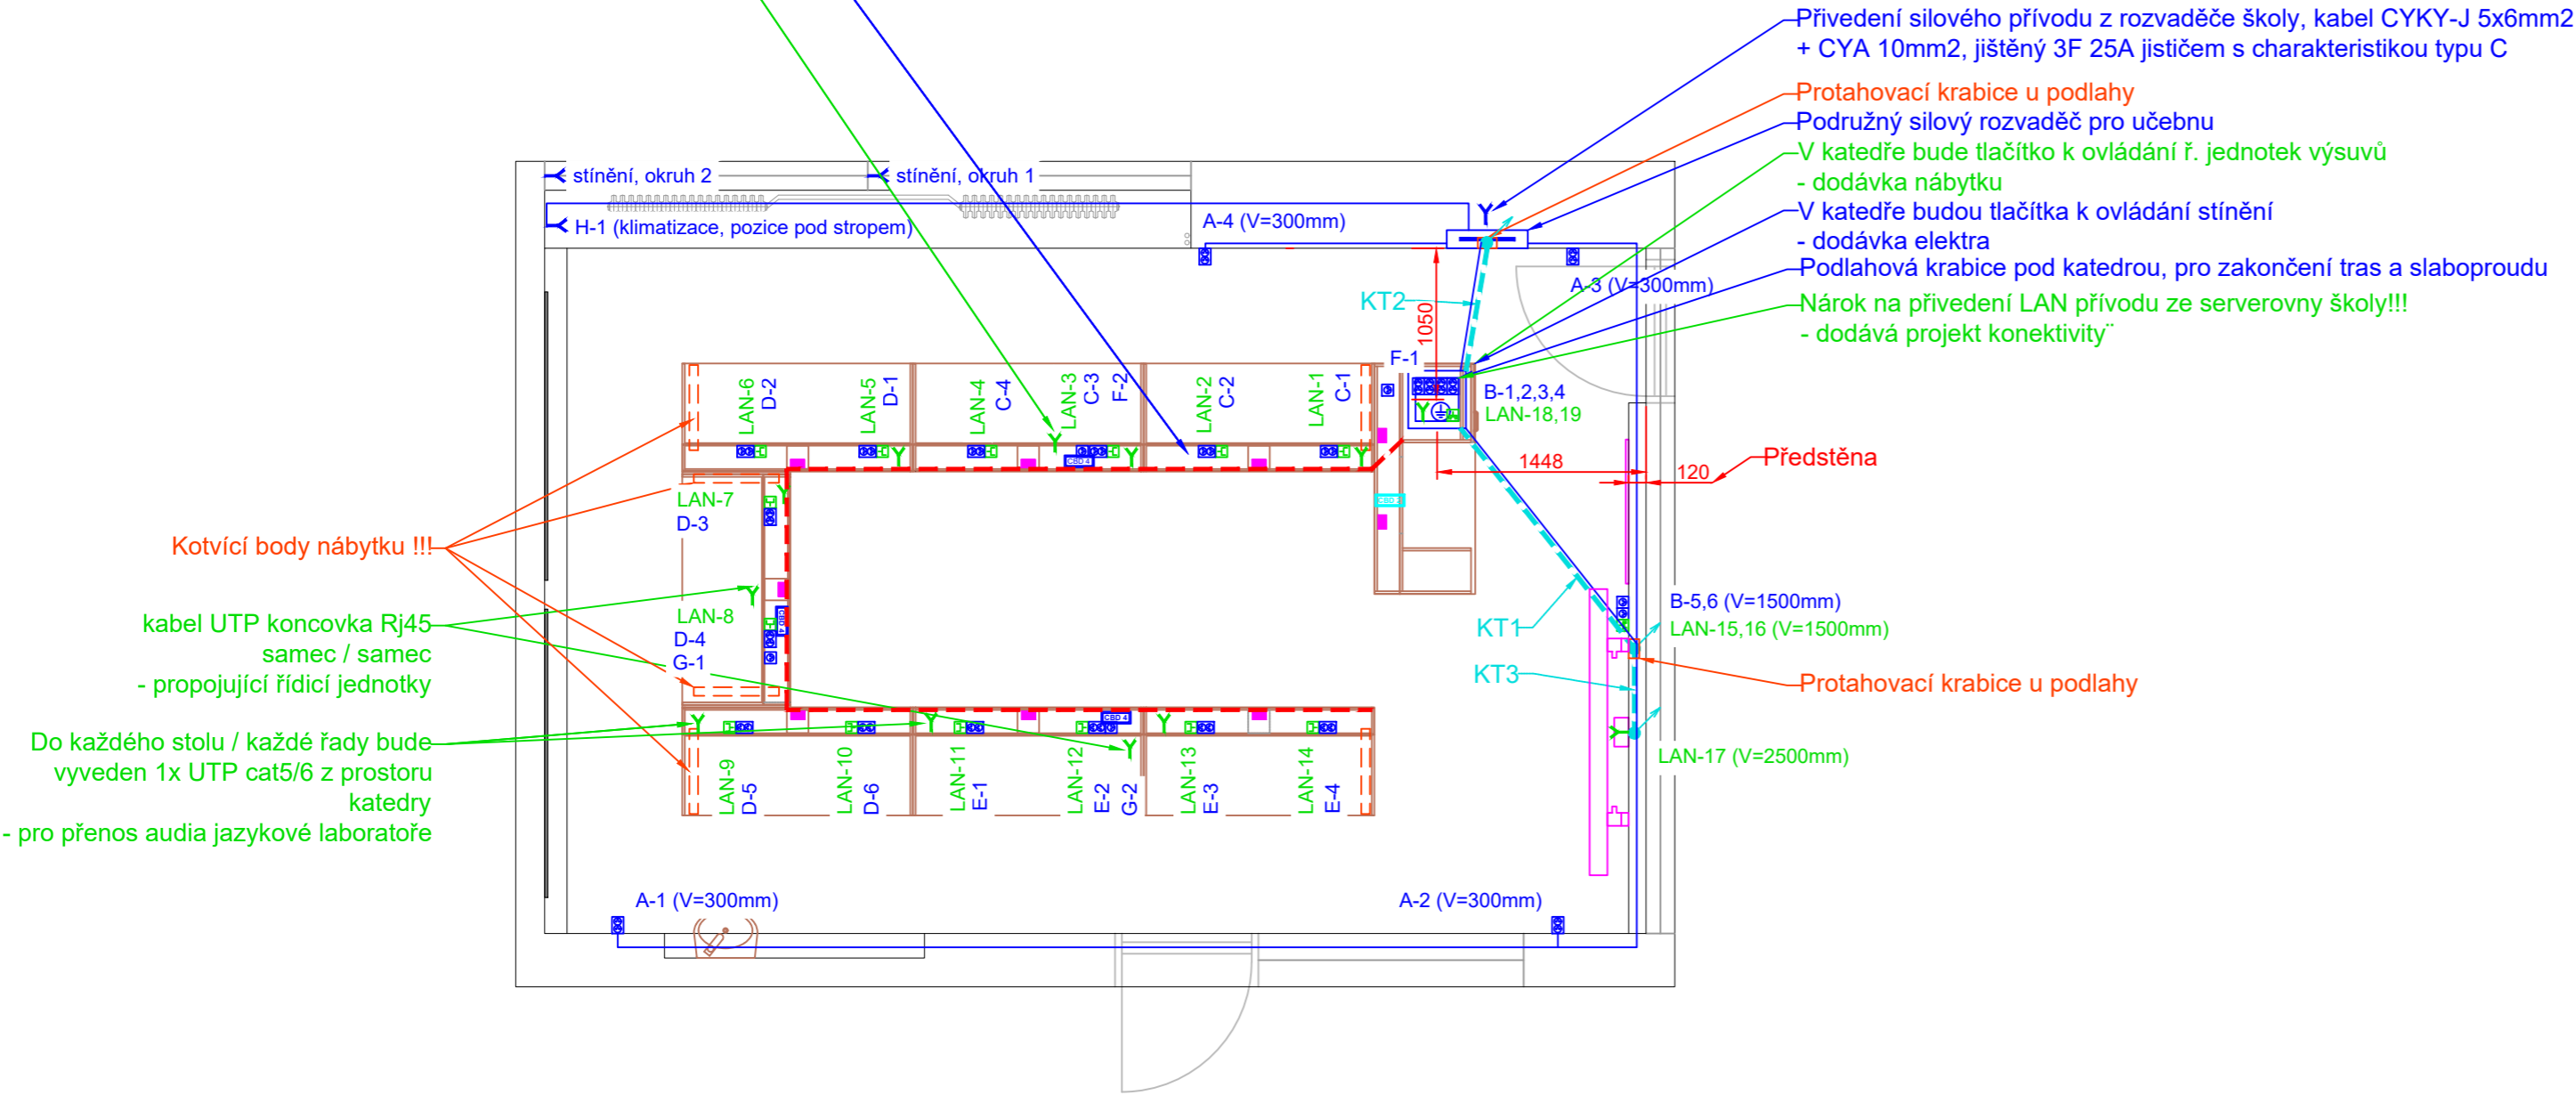 Přivedení silového přívodu z rozvaděče školy, kabel CYKY-J 5x6mm2
+ CYA 10mm2, jištěný 3F 25A jističem s charakteristikou typu C
Protahovací krabice u podlahy
Podružný silový rozvaděč pro učebnu
V katedře bude tlačítko k ovládání ř. jednotek výsuvů
- dodávka nábytku
V katedře budou tlačítka k ovládání stínění
- dodávka elektra
Podlahová krabice pod katedrou, pro zakončení tras a slaboproudu
Nárok na přivedení LAN přívodu ze serverovny školy!!!
- dodává projekt konektivity¨
stínění, okruh 2
stínění, okruh 1
H-1 (klimatizace, pozice pod stropem)
A-4 (V=300mm)
A-3 (V=300mm)
KT2
1050
F-1
LAN-6
D-2
LAN-5
D-1
LAN-4
C-4
LAN-3
C-3
F-2
LAN-2
C-2
LAN-1
C-1
B-1,2,3,4
LAN-18,19
CBD 4
1448
120
Předstěna
LAN-7
D-3
CBD 2
Kotvící body nábytku !!!
kabel UTP koncovka Rj45
samec / samec
- propojující řídicí jednotky
LAN-8
D-4
G-1
CBD 4
KT1
B-5,6 (V=1500mm)
LAN-15,16 (V=1500mm)
KT3
Protahovací krabice u podlahy
Do každého stolu / každé řady bude
vyveden 1x UTP cat5/6 z prostoru
katedry
- pro přenos audia jazykové laboratoře
CBD 4
LAN-9
D-5
LAN-10
D-6
LAN-11
E-1
LAN-12
E-2
G-2
LAN-13
E-3
LAN-14
E-4
LAN-17 (V=2500mm)
A-1 (V=300mm)
A-2 (V=300mm)